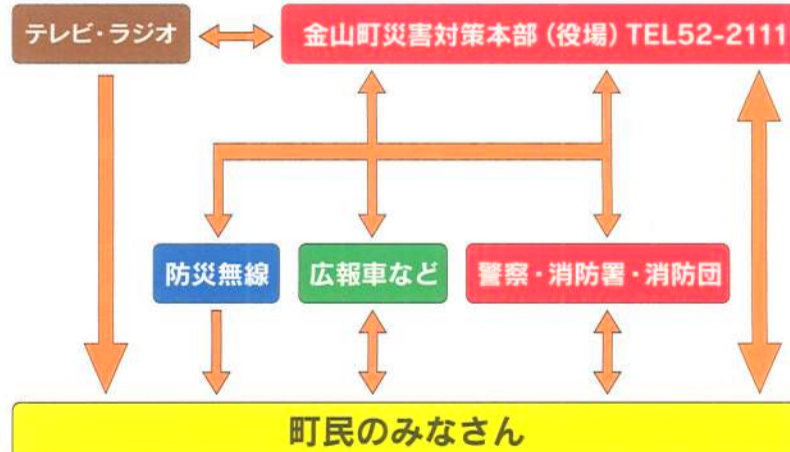 テレビ・ラジオ
金山町災害対策本部(役場)TEL52-2111
防災無線
広報車など
警察・消防署・消防団
町民のみなさん